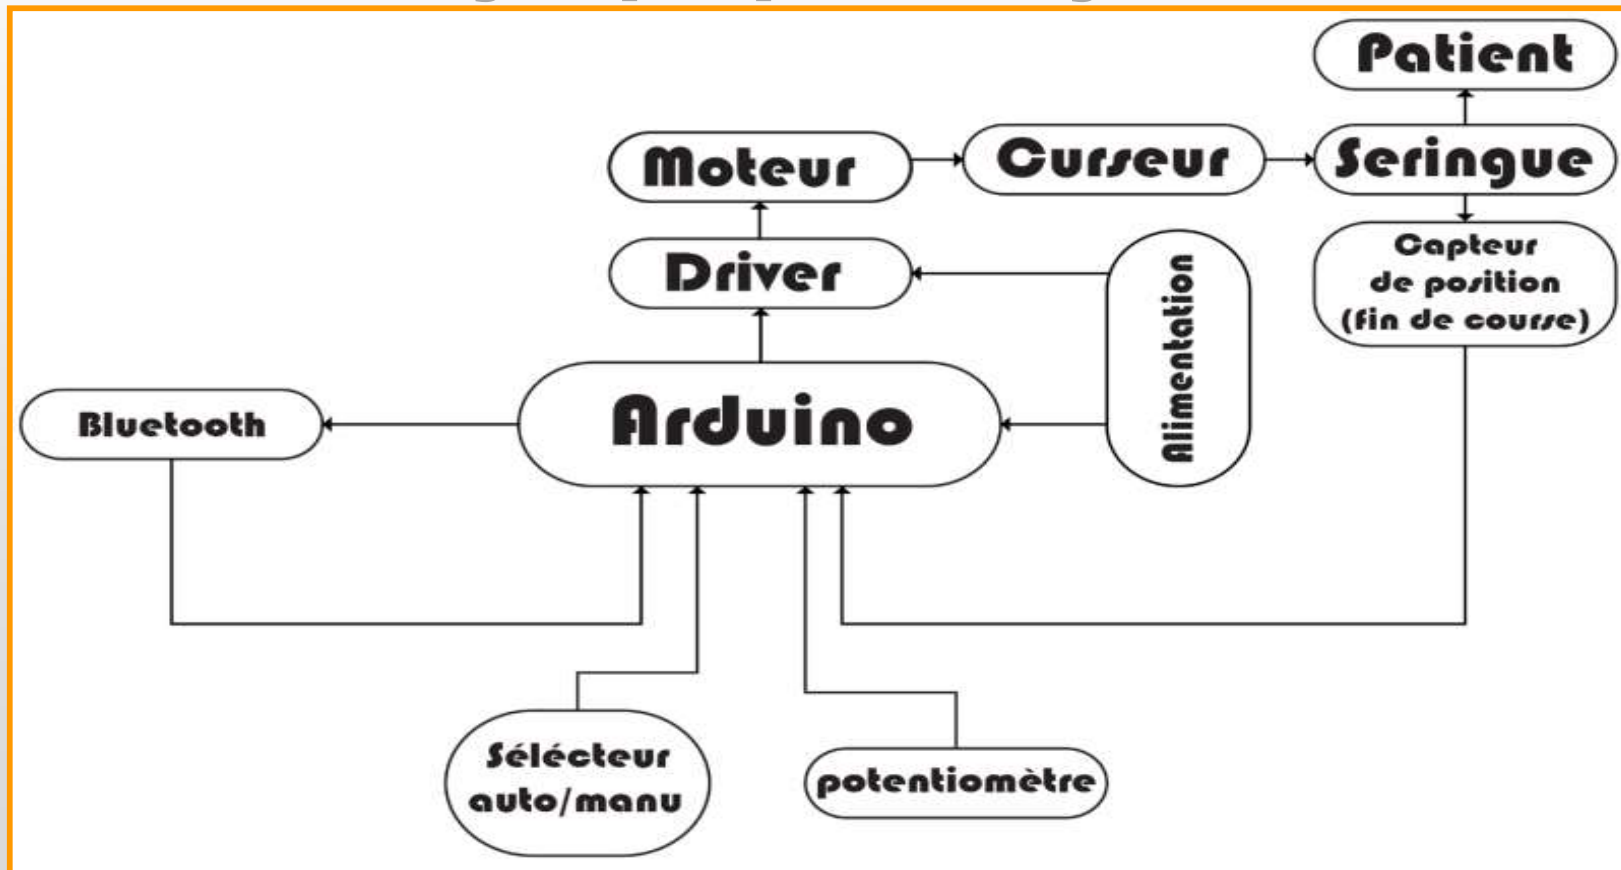 Patient
Moteur
Curseur
Seringue
Driver
Capteur
de position
(fin de course)
Alimentation
Arduino
Bluetooth
Sélécteur
auto/manu
potentiomètre